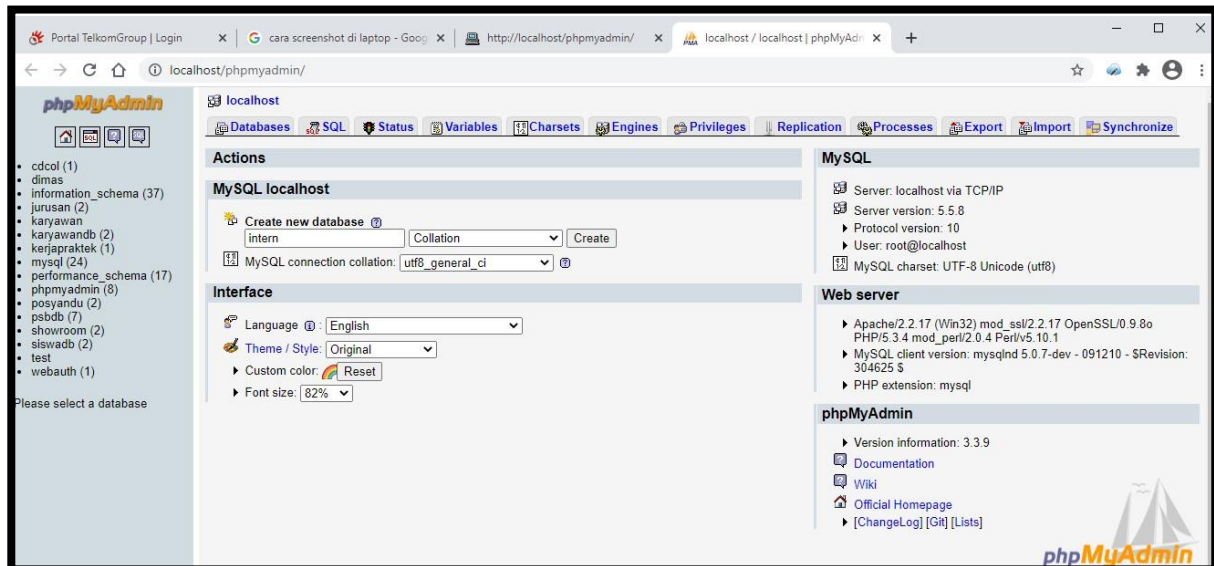 Portal TelkomGroup | Login
cara screenshot di laptop - Goog
http://localhost/phpmyadmin/
localhost / localhost | phpMyAdn
localhost/phpmyadmin/
phpMyAdmin
cdcol (1)
dimas
information_schema (37)
jurusan (2)
karyawan
karyawandb (2)
kerjapraktek (1)
mysql (24)
performance_schema (17)
phpmyadmin (8)
posyandu (2)
psbdb (7)
showroom (2)
siswadb (2)
test
webauth (1)
Please select a database
localhost
Databases SQL Status Variables Charsets Engines Privileges Replication Processes Export Import Synchronize
Actions
MySQL localhost
Create new database
intern Collation Create
MySQL connection collation: utf8_general_ci
Interface
Language : English
Theme / Style: Original
Custom color: Reset
Font size: 82%
MySQL
Server: localhost via TCP/IP
Server version: 5.5.8
Protocol version: 10
User: root@localhost
MySQL charset: UTF-8 Unicode (utf8)
Web server
Apache/2.2.17 (Win32) mod_ssl/2.2.17 OpenSSL/0.9.8o
PHP/5.3.4 mod_perl/2.0.4 Perl/v5.10.1
MySQL client version: mysqlnd 5.0.7-dev - 091210 - $Revision:
304625 $
PHP extension: mysql
phpMyAdmin
Version information: 3.3.9
Documentation
Wiki
Official Homepage
[ChangeLog] [Git] [Lists]
phpMyAdmin